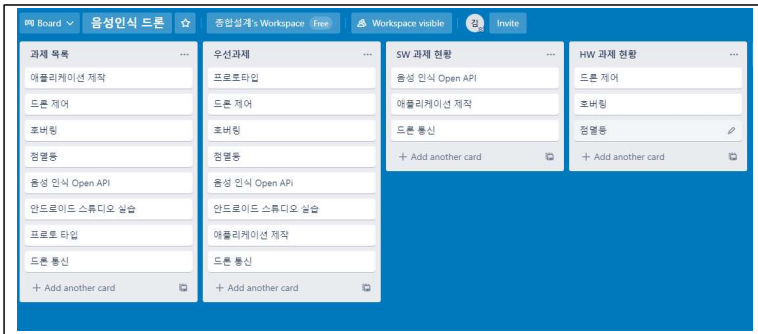 Board
음성인식 드론
종합설계's Workspace Free
Workspace visible
김
Invite
과제 목록
애플리케이션 제작
드론 제어
호버링
점멸등
음성 인식 Open API
안드로이드 스튜디오 실습
프로토 타입
드론 통신
+ Add another card
우선과제
프로토타입
드론 제어
호버링
점멸등
음성 인식 Open APi
안드로이드 스튜디오 실습
애플리케이션 제작
드론 통신
+ Add another card
SW 과제 현황
음성 인식 Open API
애플리케이션 제작
드론 통신
+ Add another card
HW 과제 현황
드론 제어
호버링
점멸등
+ Add another card